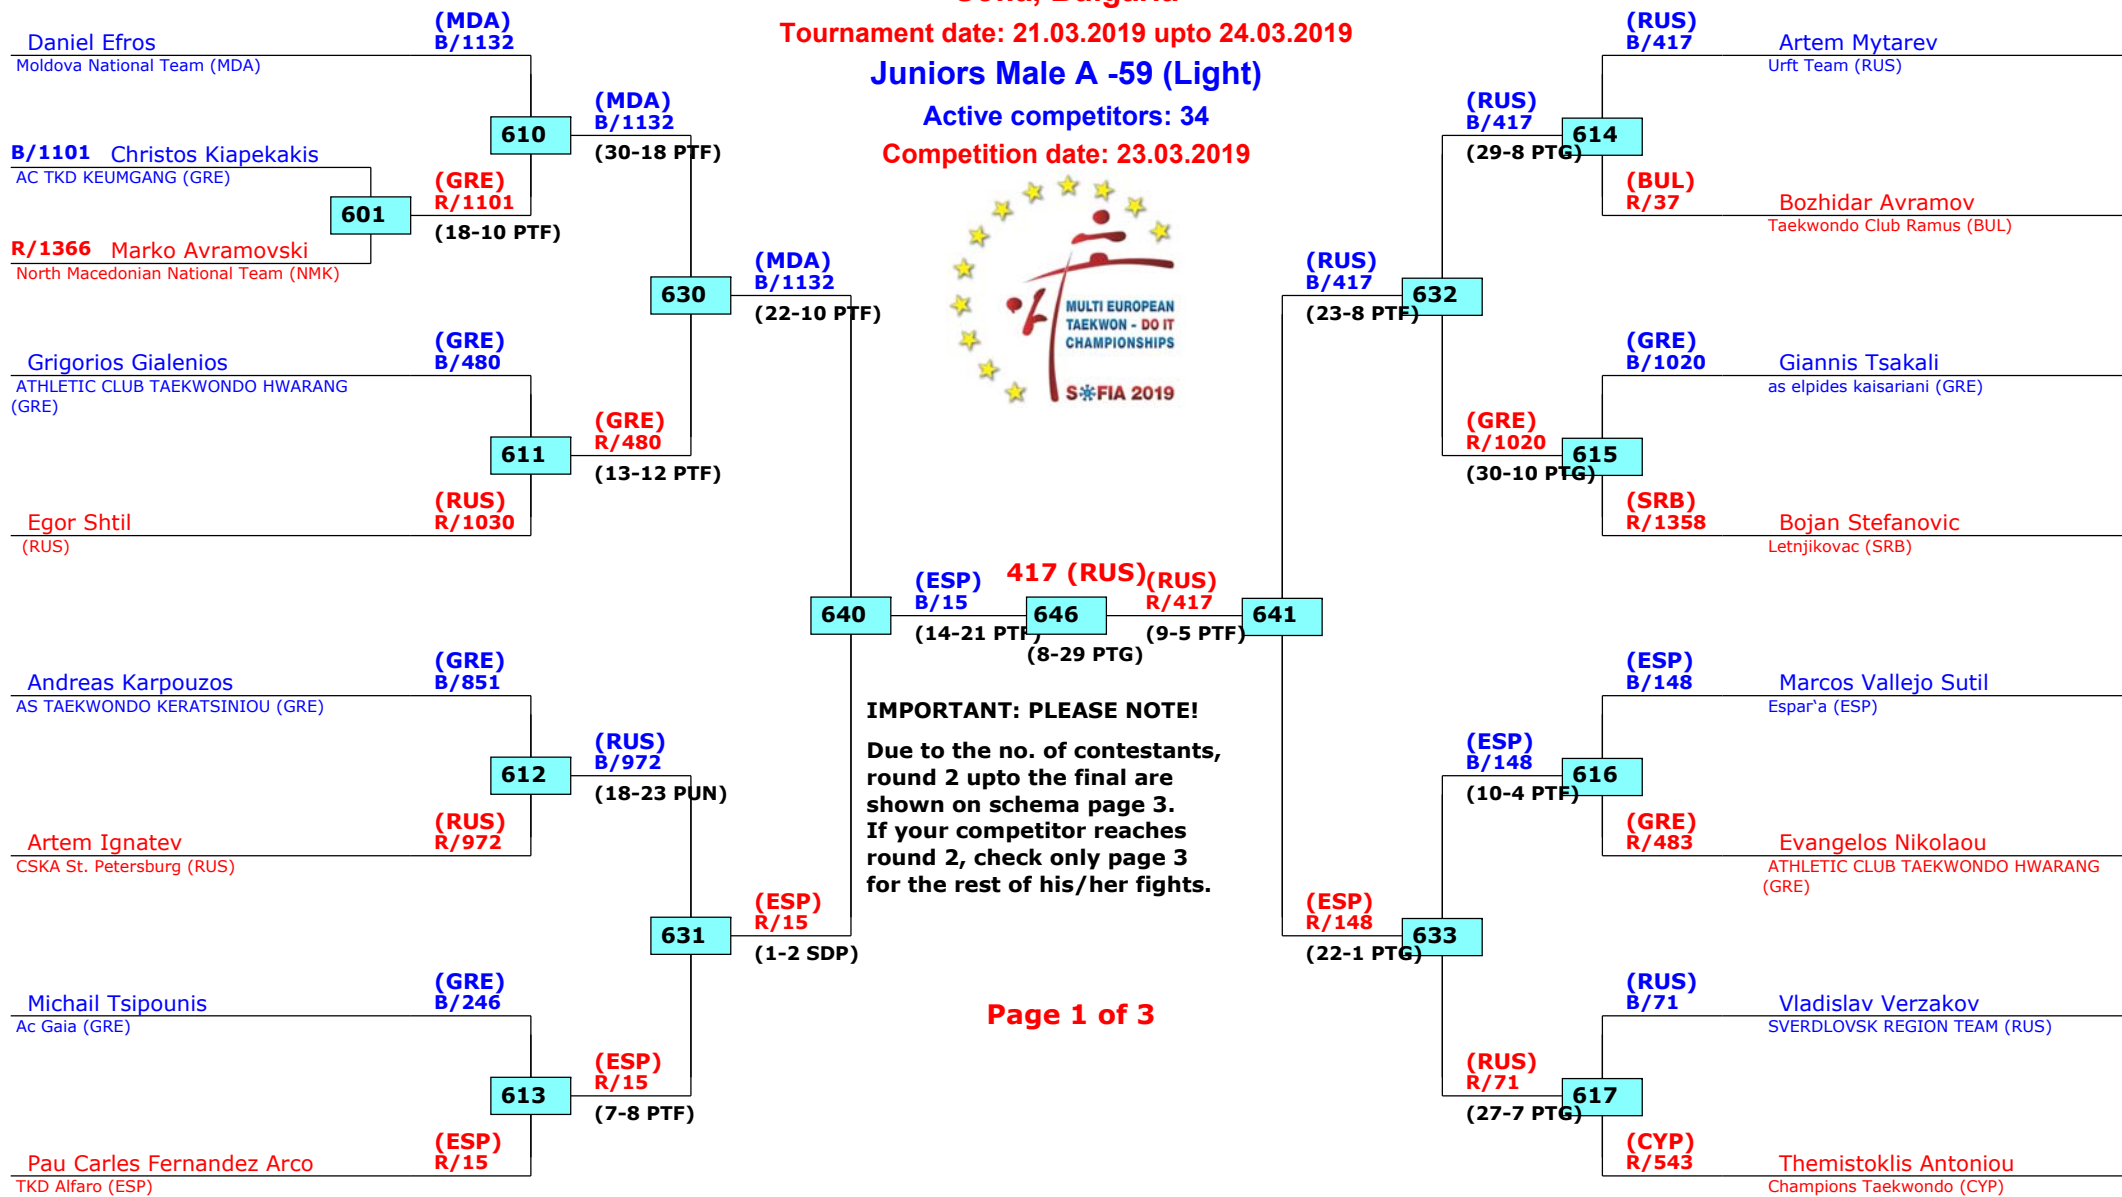 Sofia, Bulgaria
Tournament date: 21.03.2019 upto 24.03.2019
Juniors Male A -59 (Light)
Active competitors: 34
Competition date: 23.03.2019
MULTI EUROPEAN
TAEKWON - DO IT
CHAMPIONSHIPS
SOFIA 2019
(MDA)
Daniel Efros B/1132
Moldova National Team (MDA)
B/1101 Christos Kiapekakis
AC TKD KEUMGANG (GRE)
601
R/1366 Marko Avramovski
North Macedonian National Team (NMK)
(GRE)
R/1101
(18-10 PTF)
610
(MDA)
B/1132
(30-18 PTF)
(GRE)
Grigorios Gialenios B/480
ATHLETIC CLUB TAEKWONDO HWARANG
(GRE)
611
(RUS)
Egor Shtil R/1030
(RUS)
(GRE)
R/480
(13-12 PTF)
630
(MDA)
B/1132
(22-10 PTF)
(GRE)
Andreas Karpouzos B/851
AS TAEKWONDO KERATSINIOU (GRE)
612
(RUS)
Artem Ignatev R/972
CSKA St. Petersburg (RUS)
(RUS)
B/972
(18-23 PUN)
(GRE)
Michail Tsipounis B/246
Ac Gaia (GRE)
613
(ESP)
Pau Carles Fernandez Arco R/15
TKD Alfaro (ESP)
(ESP)
R/15
(7-8 PTF)
631
(ESP)
R/15
(1-2 SDP)
640
(ESP)
B/15
(14-21 PTF)
417 (RUS)
646
(8-29 PTG)
(RUS)
R/417
(9-5 PTF)
641
IMPORTANT: PLEASE NOTE!
Due to the no. of contestants,
round 2 upto the final are
shown on schema page 3.
If your competitor reaches
round 2, check only page 3
for the rest of his/her fights.
Page 1 of 3
(RUS)
B/417
(23-8 PTF)
632
(RUS)
B/417
(29-8 PTG)
614
(RUS)
B/417 Artem Mytarev
Urft Team (RUS)
(BUL)
R/37 Bozhidar Avramov
Taekwondo Club Ramus (BUL)
(GRE)
R/1020
(30-10 PTG)
615
(GRE)
B/1020 Giannis Tsakali
as elpides kaisariani (GRE)
(SRB)
R/1358 Bojan Stefanovic
Letnjikovac (SRB)
(ESP)
R/148
(22-1 PTG)
633
(ESP)
B/148
(10-4 PTF)
616
(ESP)
B/148 Marcos Vallejo Sutil
Espar'a (ESP)
(GRE)
R/483 Evangelos Nikolaou
ATHLETIC CLUB TAEKWONDO HWARANG
(GRE)
(RUS)
R/71
(27-7 PTG)
617
(RUS)
B/71 Vladislav Verzakov
SVERDLOVSK REGION TEAM (RUS)
(CYP)
R/543 Themistoklis Antoniou
Champions Taekwondo (CYP)